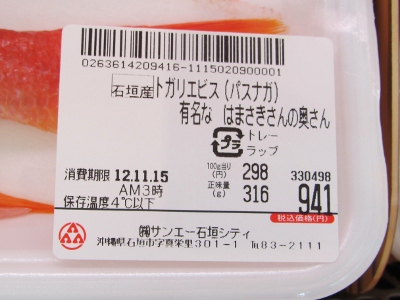 0263614209416-1115020900001
石垣産 トガリエビス(パスナガ)
有名な はまさきさんの奥さん
プラ トレー
ラップ
100g当り(円) 298 330498
消費期限 12.11.15
AM3時
正味量(g) 316 941
保存温度4℃以下
税込価格(円)
㈱サンエー石垣シティ
沖縄県石垣市字真栄里301-1 ℡83-2111